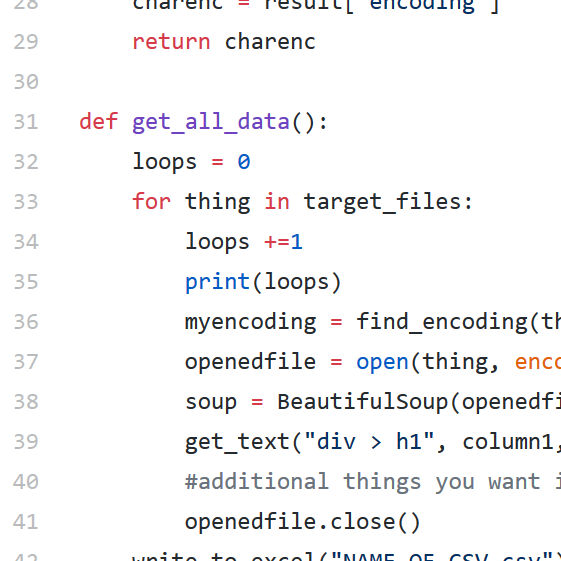 28 charenc = result['encoding']
29 return charenc
30
31 def get_all_data():
32 loops = 0
33 for thing in target_files:
34 loops +=1
35 print(loops)
36 myencoding = find_encoding(th
37 openedfile = open(thing, enco
38 soup = BeautifulSoup(openedfi
39 get_text("div > h1", column1,
40 #additional things you want i
41 openedfile.close()
42 write_to_excel("NAME_OF_CSV.csv")